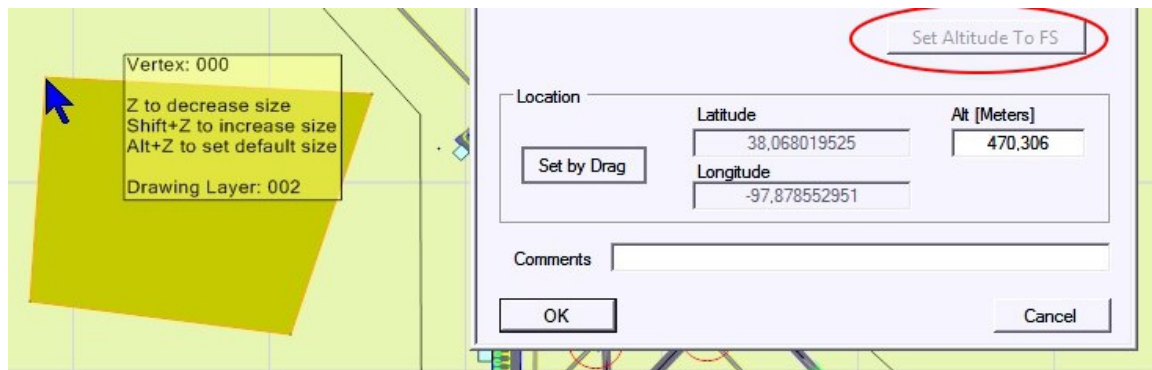 Vertex: 000
Z to decrease size
Shift+Z to increase size
Alt+Z to set default size
Drawing Layer: 002
Set Altitude To FS
Location
Latitude
Alt [Meters]
38,068019525
470,306
Set by Drag
Longitude
-97,878552951
Comments
OK
Cancel